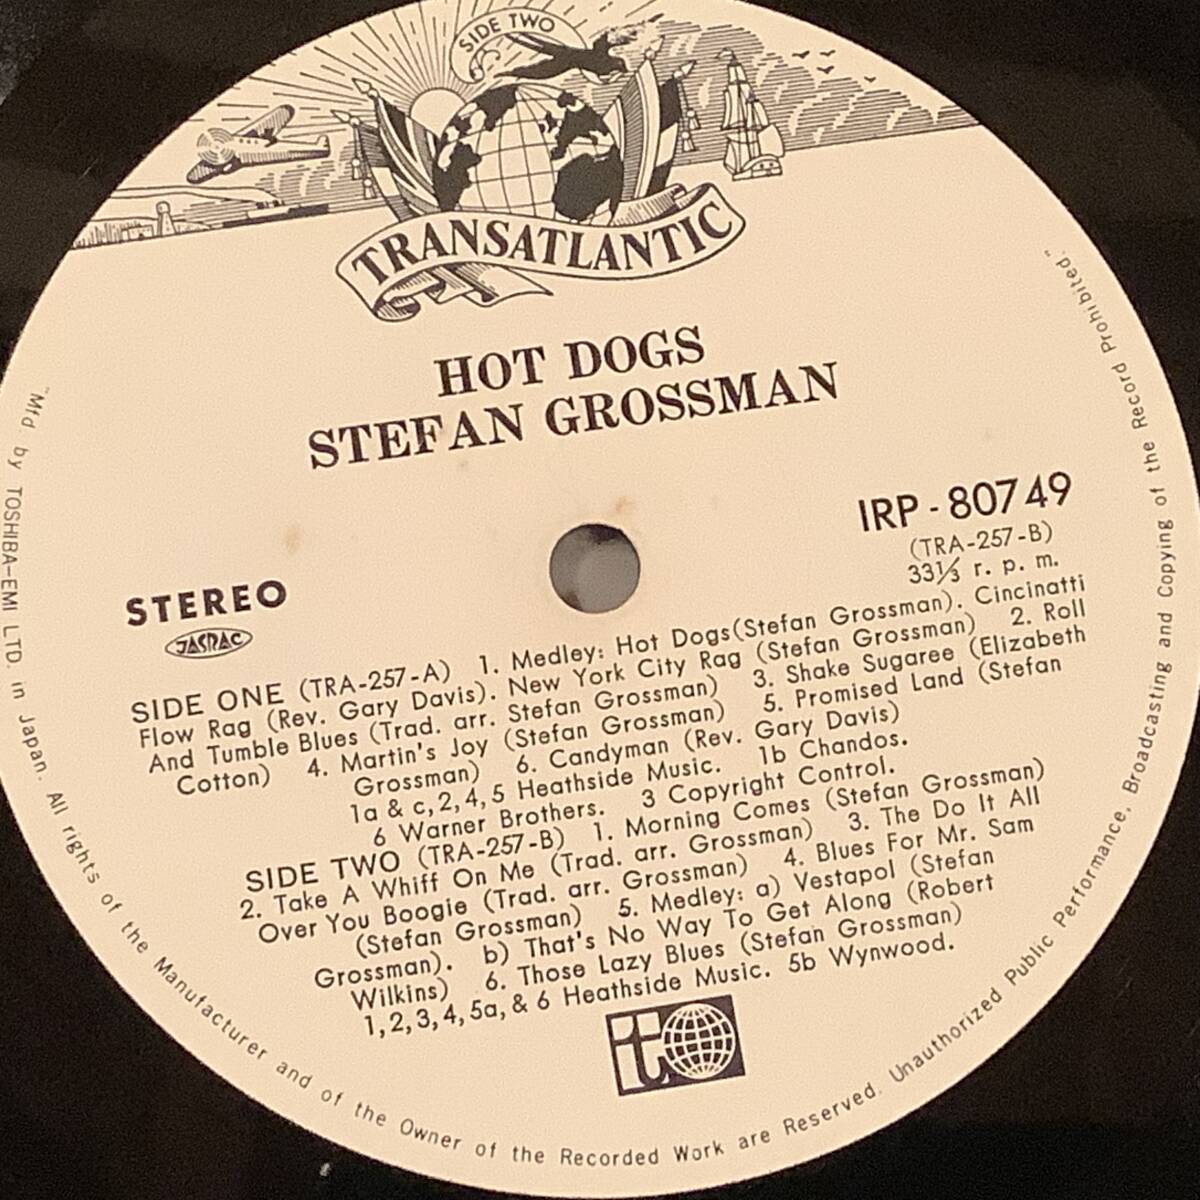 SIDE TWO
TRANSATLANTIC
HOT DOGS
STEFAN GROSSMAN
IRP-80749
(TRA-257-B)
33⅓ r. p. m.
STEREO
JASRAC
SIDE ONE (TRA-257-A) 1. Medley: Hot Dogs(Stefan Grossman). Cincinatti
Flow Rag (Rev. Gary Davis). New York City Rag (Stefan Grossman) 2. Roll
And Tumble Blues (Trad. arr. Stefan Grossman) 3. Shake Sugaree (Elizabeth
Cotton) 4. Martin's Joy (Stefan Grossman) 5. Promised Land (Stefan
Grossman) 6. Candyman (Rev. Gary Davis)
1a & c,2,4,5 Heathside Music. 1b Chandos.
6 Warner Brothers. 3 Copyright Control.
SIDE TWO (TRA-257-B) 1. Morning Comes (Stefan Grossman)
2. Take A Whiff On Me (Trad. arr. Grossman) 3. The Do It All
Over You Boogie (Trad. arr. Grossman) 4. Blues For Mr. Sam
(Stefan Grossman) 5. Medley: a) Vestapol (Stefan
Grossman). b) That's No Way To Get Along (Robert
Wilkins) 6. Those Lazy Blues (Stefan Grossman)
1,2,3,4,5a,& 6 Heathside Music. 5b Wynwood.
t
"Mfd by TOSHIBA-EMI LTD. in Japan. All rights of the Manufacturer and of the Owner of the Recorded Work are Reserved. Unauthorized Public Performance, Broadcasting and Copying of the Record Prohibited."